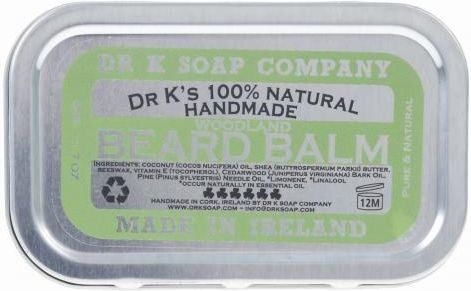 DR K SOAP COMPANY
DR K'S 100% NATURAL
HANDMADE
WOODLAND
BEARD BALM
INGREDIENTS: COCONUT (COCOS NUCIFERA) OIL, SHEA (BUTYROSPERMUM PARKII) BUTTER,
BEESWAX, VITAMIN E (TOCOPHEROL), CEDARWOOD (JUNIPERUS VIRGINIANA) BARK OIL,
PINE (PINUS SYLVESTRIS) NEEDLE OIL, *LIMONENE, *LINALOOL
*OCCUR NATURALLY IN ESSENTIAL OIL
HANDMADE IN CORK, IRELAND BY DR K SOAP COMPANY
WWW.DRKSOAP.COM – INFO@DRKSOAP.COM
12M
MADE IN IRELAND
PURE & NATURAL